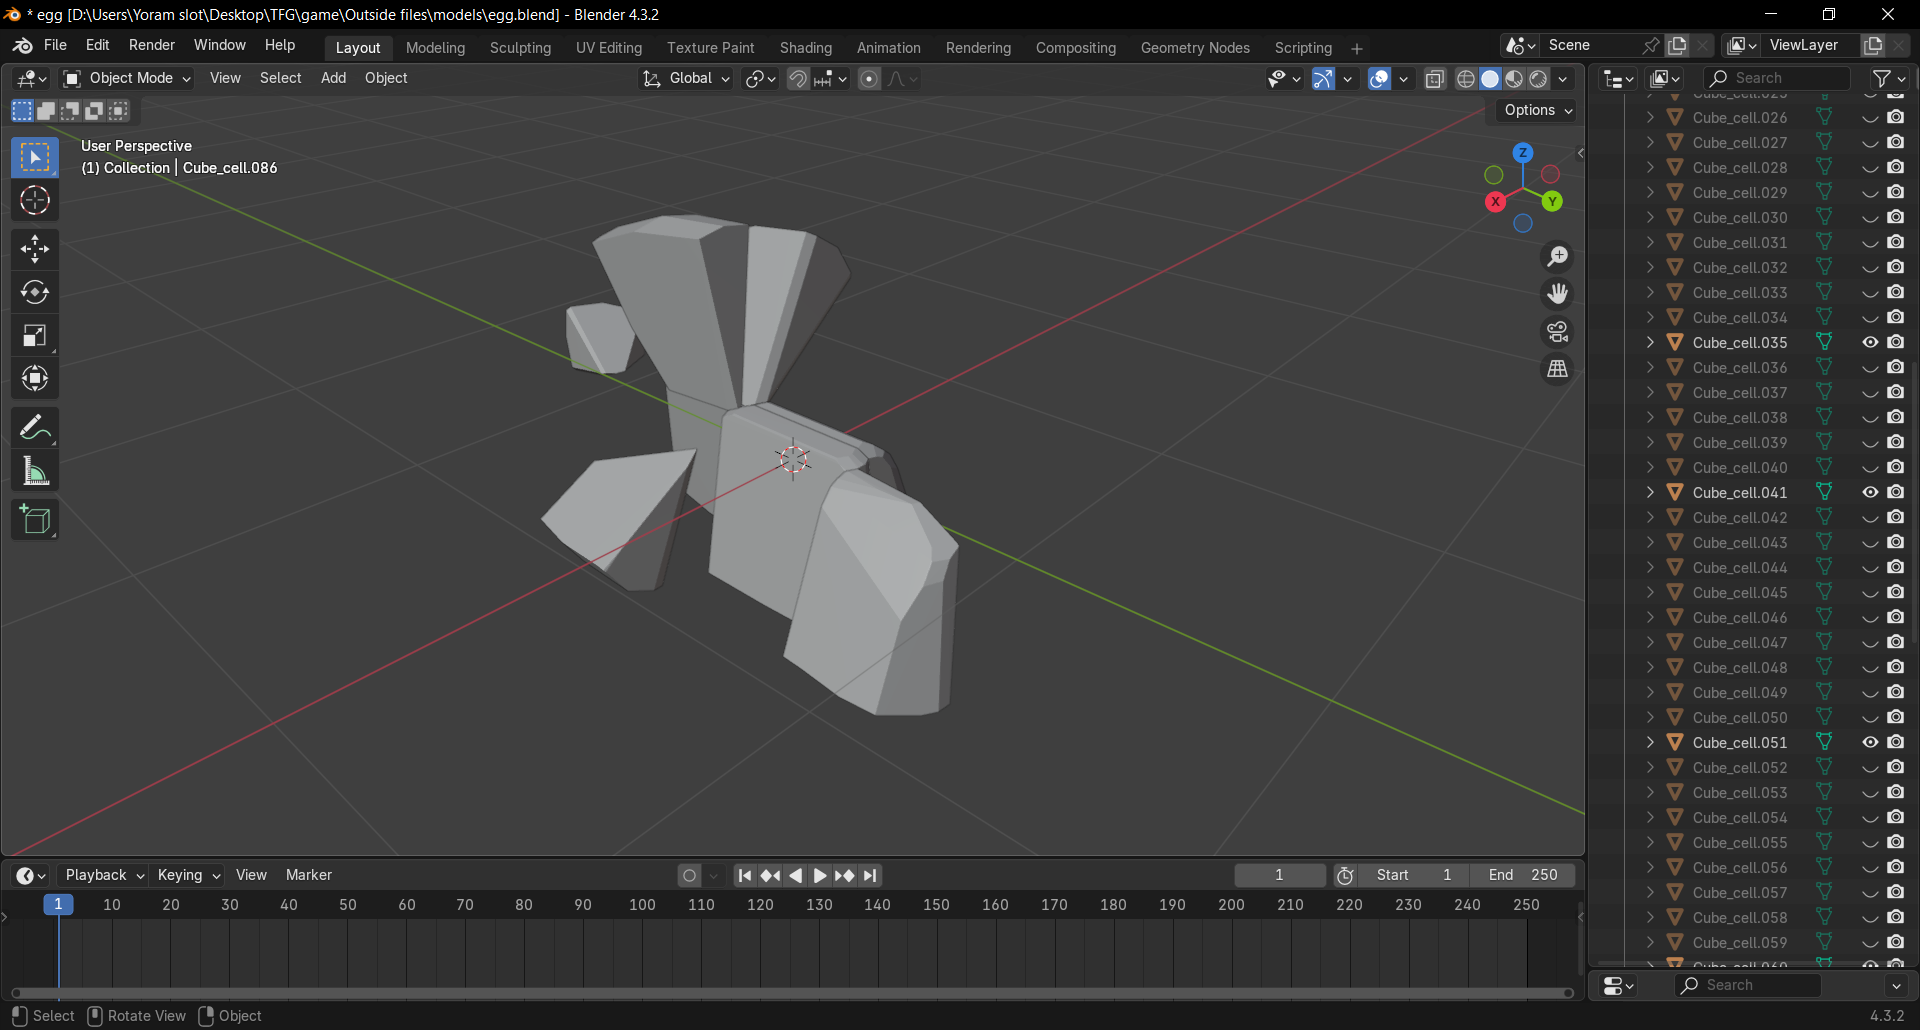 * egg [D:\Users\Yoram slot\Desktop\TFG\game\Outside files\models\egg.blend] - Blender 4.3.2
File Edit Render Window Help Layout Modeling Sculpting UV Editing Texture Paint Shading Animation Rendering Compositing Geometry Nodes Scripting + Scene ViewLayer
Object Mode View Select Add Object Global Search
Options
User Perspective
(1) Collection | Cube_cell.086
Z
X
Y
Cube_cell.025
Cube_cell.026
Cube_cell.027
Cube_cell.028
Cube_cell.029
Cube_cell.030
Cube_cell.031
Cube_cell.032
Cube_cell.033
Cube_cell.034
Cube_cell.035
Cube_cell.036
Cube_cell.037
Cube_cell.038
Cube_cell.039
Cube_cell.040
Cube_cell.041
Cube_cell.042
Cube_cell.043
Cube_cell.044
Cube_cell.045
Cube_cell.046
Cube_cell.047
Cube_cell.048
Cube_cell.049
Cube_cell.050
Cube_cell.051
Cube_cell.052
Cube_cell.053
Cube_cell.054
Cube_cell.055
Cube_cell.056
Cube_cell.057
Cube_cell.058
Cube_cell.059
Cube_cell.060
Playback Keying View Marker 1 Start 1 End 250
1 10 20 30 40 50 60 70 80 90 100 110 120 130 140 150 160 170 180 190 200 210 220 230 240 250
Search
Select Rotate View Object 4.3.2